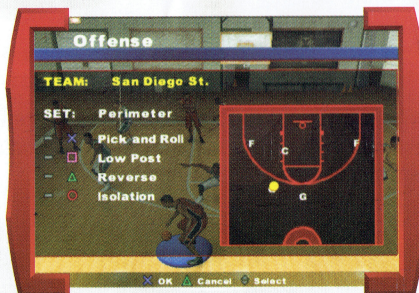 Offense
TEAM: San Diego St.
SET: Perimeter
Pick and Roll
Low Post
Reverse
Isolation
F F
C
G
OK Cancel Select